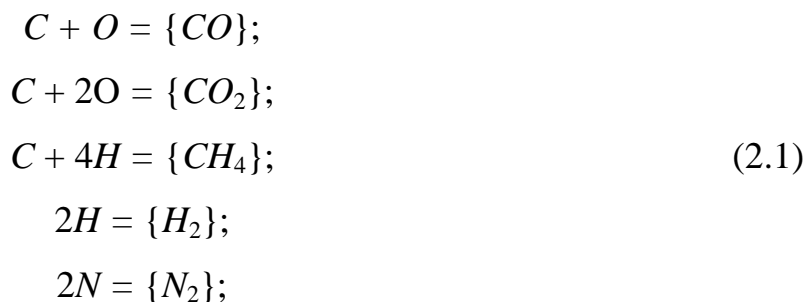 C + O = {CO};
C + 2O = {CO₂};
C + 4H = {CH₄}; (2.1)
2H = {H₂};
2N = {N₂};